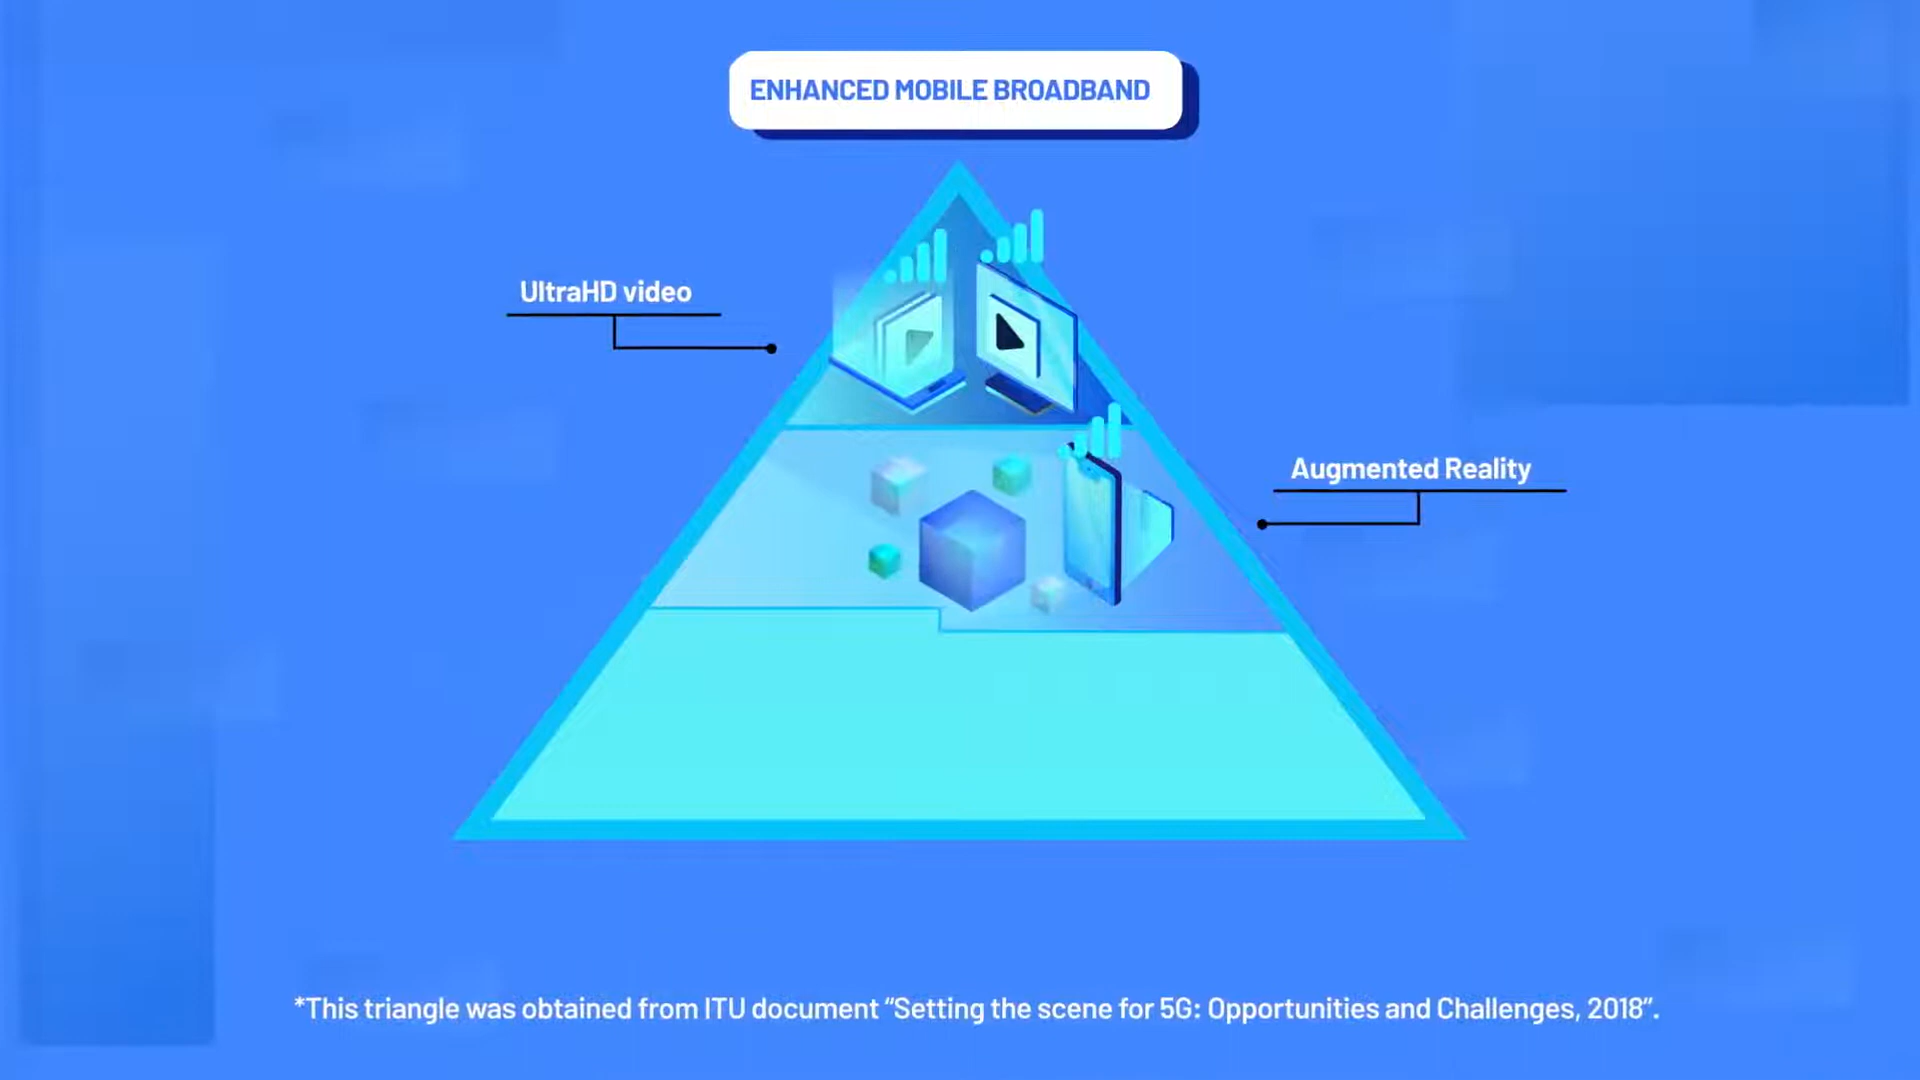 ENHANCED MOBILE BROADBAND
UltraHD video
Augmented Reality
*This triangle was obtained from ITU document “Setting the scene for 5G: Opportunities and Challenges, 2018”.